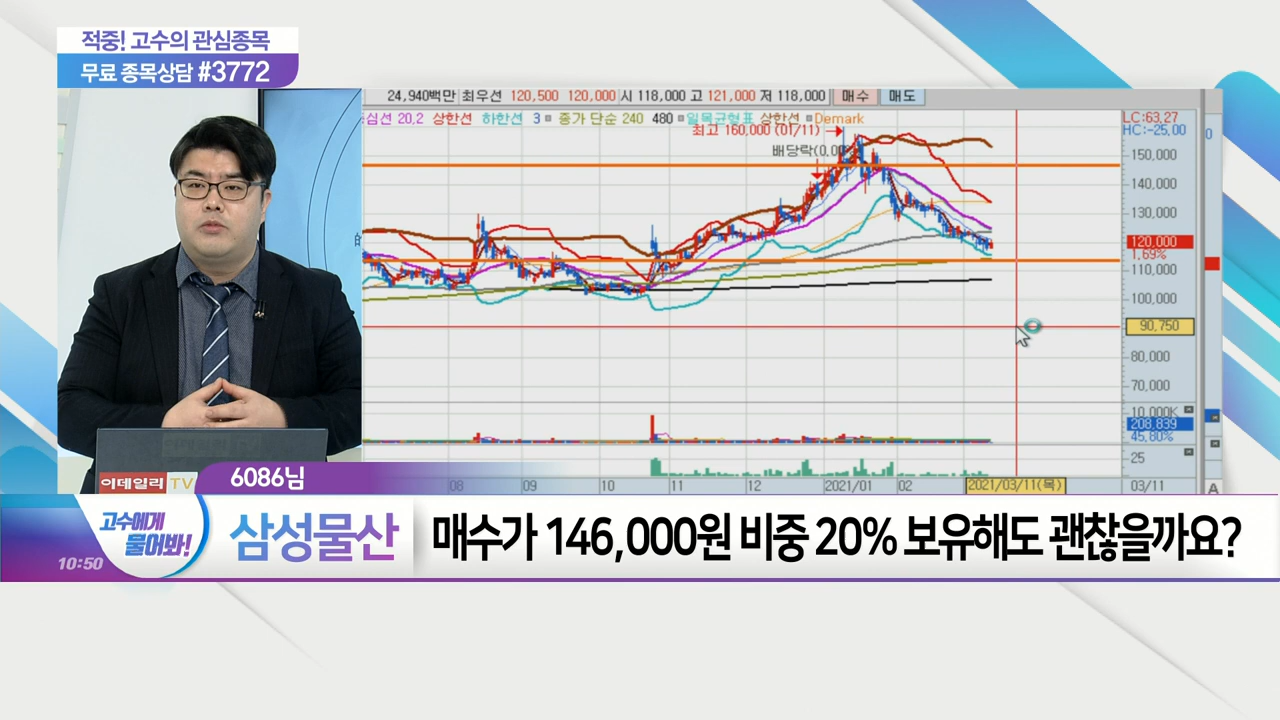 적중! 고수의 관심종목
무료 종목상담 #3772
24,940백만 최우선 120,500 120,000 시 118,000 고 121,000 저 118,000 매수 매도
심선 20,2 상한선 하한선 3 종가 단순 240 480 일목균형표 상한선 Demark
최고 160,000 (01/11)
배당락(0.00
LC:63,27
HC:-25,00
0
150,000
140,000
130,000
120,000
1,69%
110,000
100,000
90,750
80,000
70,000
10,000K
208,839
45,80%
25
08 09 10 11 12 2021/01 02 2021/03/11(목) 03/11 A
이데일리 TV
6086님
고수에게
물어봐!
10:50
삼성물산
매수가 146,000원 비중 20% 보유해도 괜찮을까요?